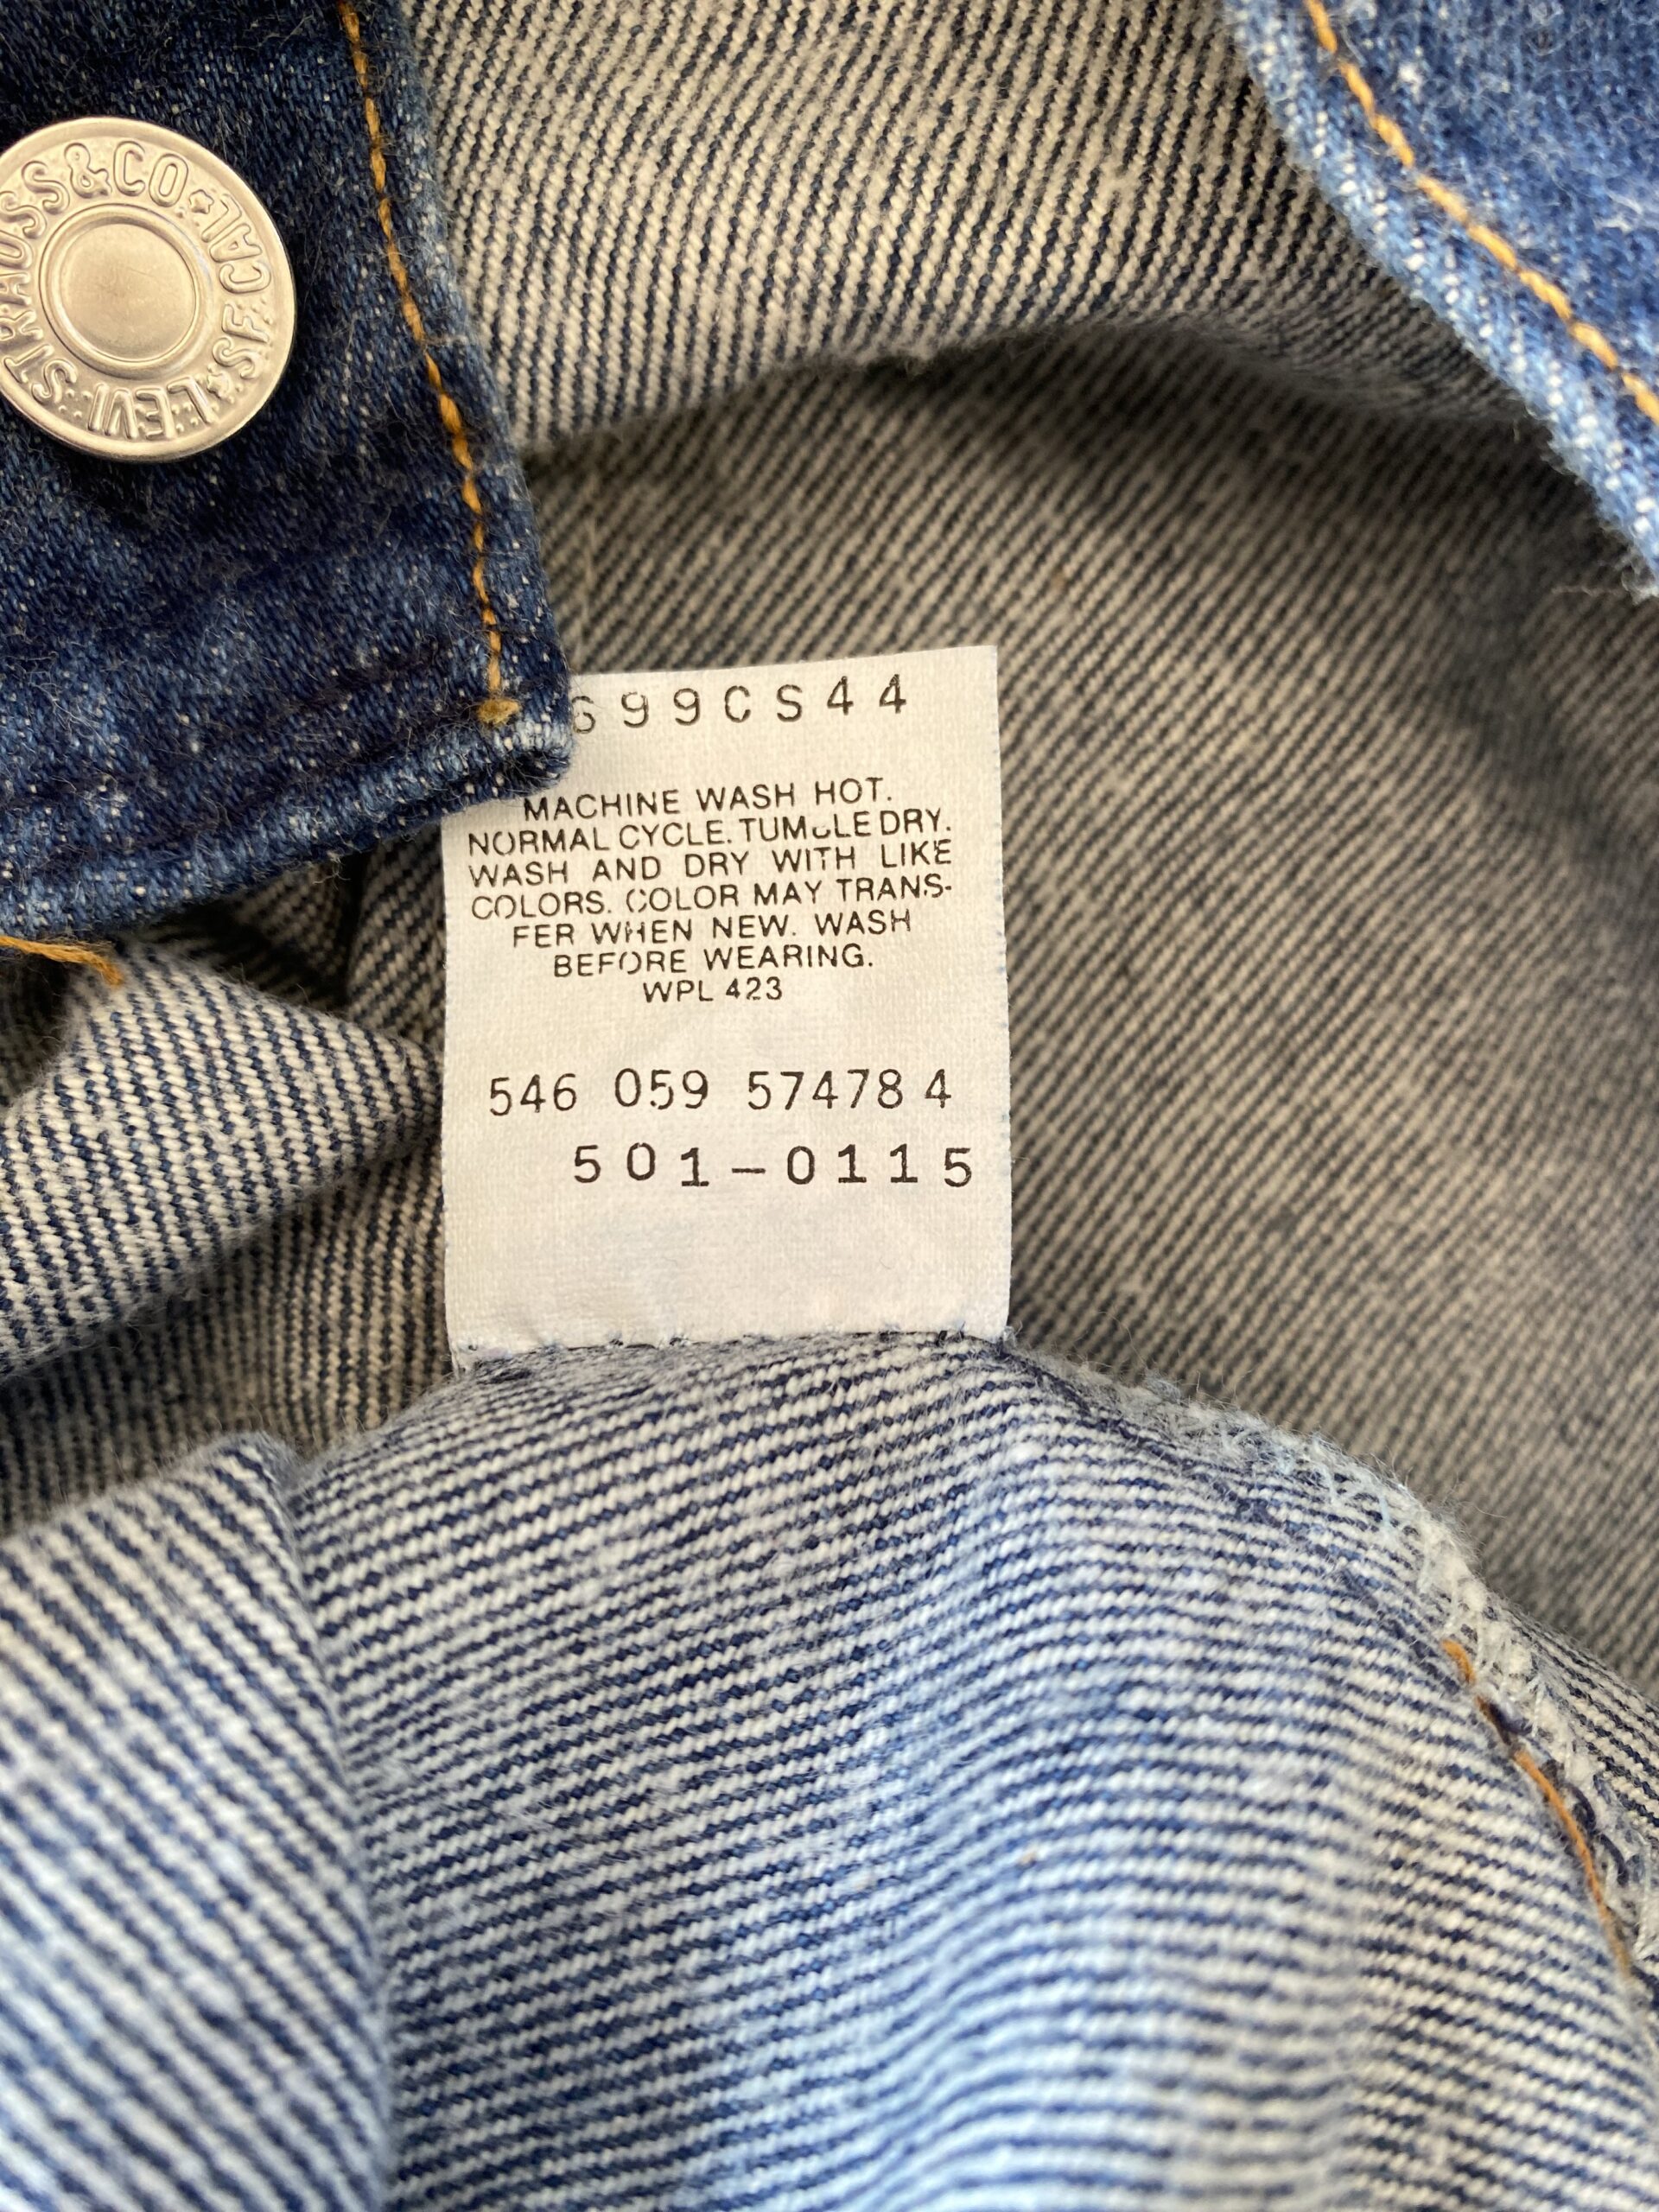 LEVI STRAUSS & CO. S.F. CAL.
699CS44
MACHINE WASH HOT.
NORMAL CYCLE. TUMBLE DRY.
WASH AND DRY WITH LIKE
COLORS. COLOR MAY TRANS-
FER WHEN NEW. WASH
BEFORE WEARING.
WPL 423
546 059 574784
501-0115